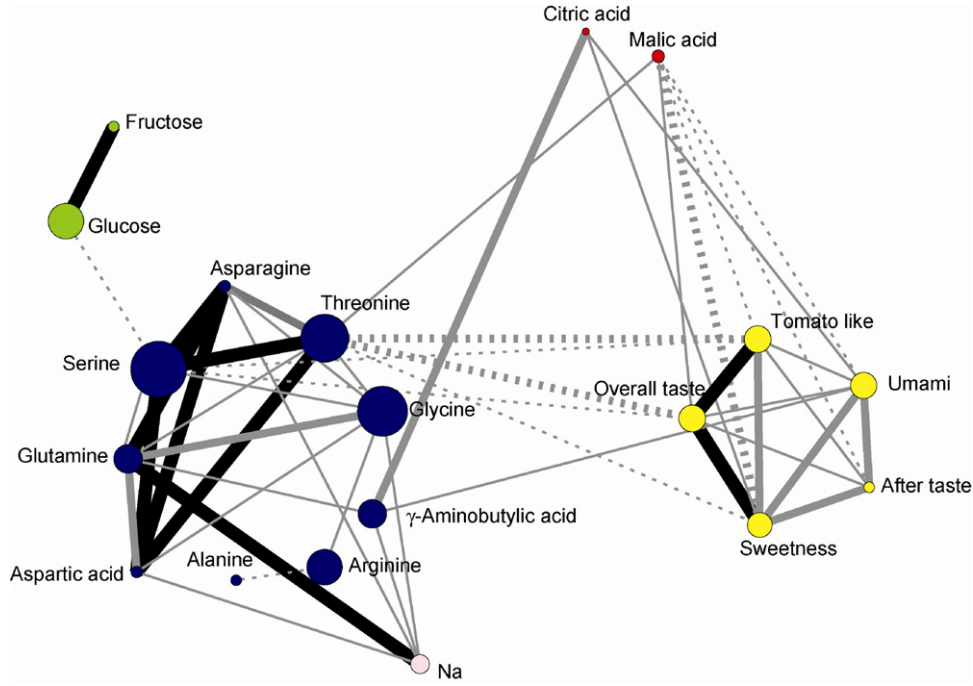 Citric acid
Malic acid
Fructose
Glucose
Asparagine
Threonine
Tomato like
Serine
Umami
Overall taste
Glycine
Glutamine
After taste
γ-Aminobutylic acid
Sweetness
Alanine
Arginine
Aspartic acid
Na